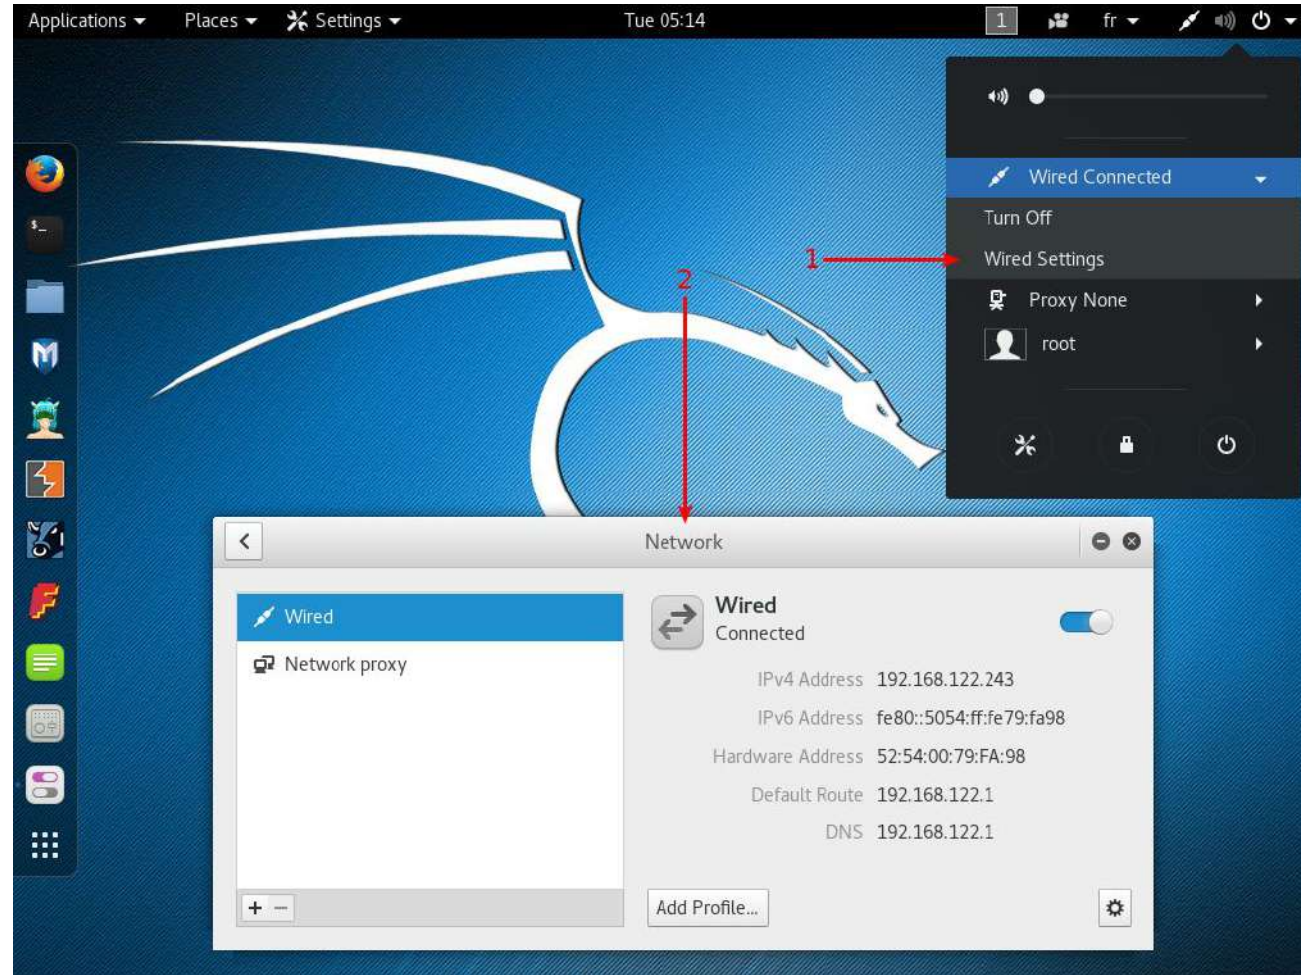 Applications Places Settings Tue 05:14 1 fr
Wired Connected
Turn Off
1 Wired Settings
2
Proxy None
root
$_
Network
Wired
Network proxy
Wired
Connected
IPv4 Address 192.168.122.243
IPv6 Address fe80::5054:ff:fe79:fa98
Hardware Address 52:54:00:79:FA:98
Default Route 192.168.122.1
DNS 192.168.122.1
+ −
Add Profile...